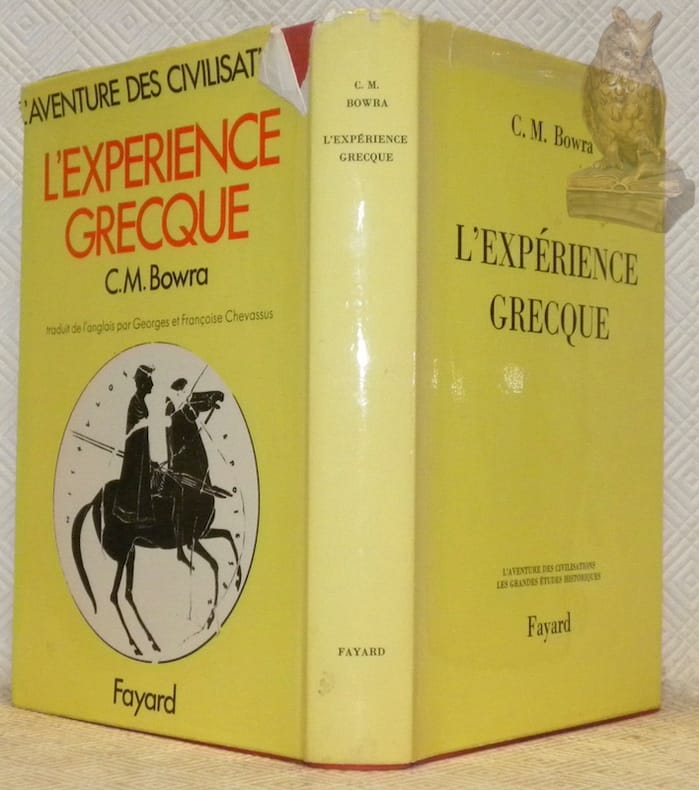 L'AVENTURE DES CIVILISAT
L'EXPERIENCE
GRECQUE
C.M. Bowra
traduit de l'anglais par Georges et Françoise Chevassus
Fayard
C. M.
BOWRA
L'EXPÉRIENCE
GRECQUE
FAYARD
C. M. Bowra
L'EXPÉRIENCE
GRECQUE
L'AVENTURE DES CIVILISATIONS
LES GRANDES ÉTUDES HISTORIQUES
Fayard